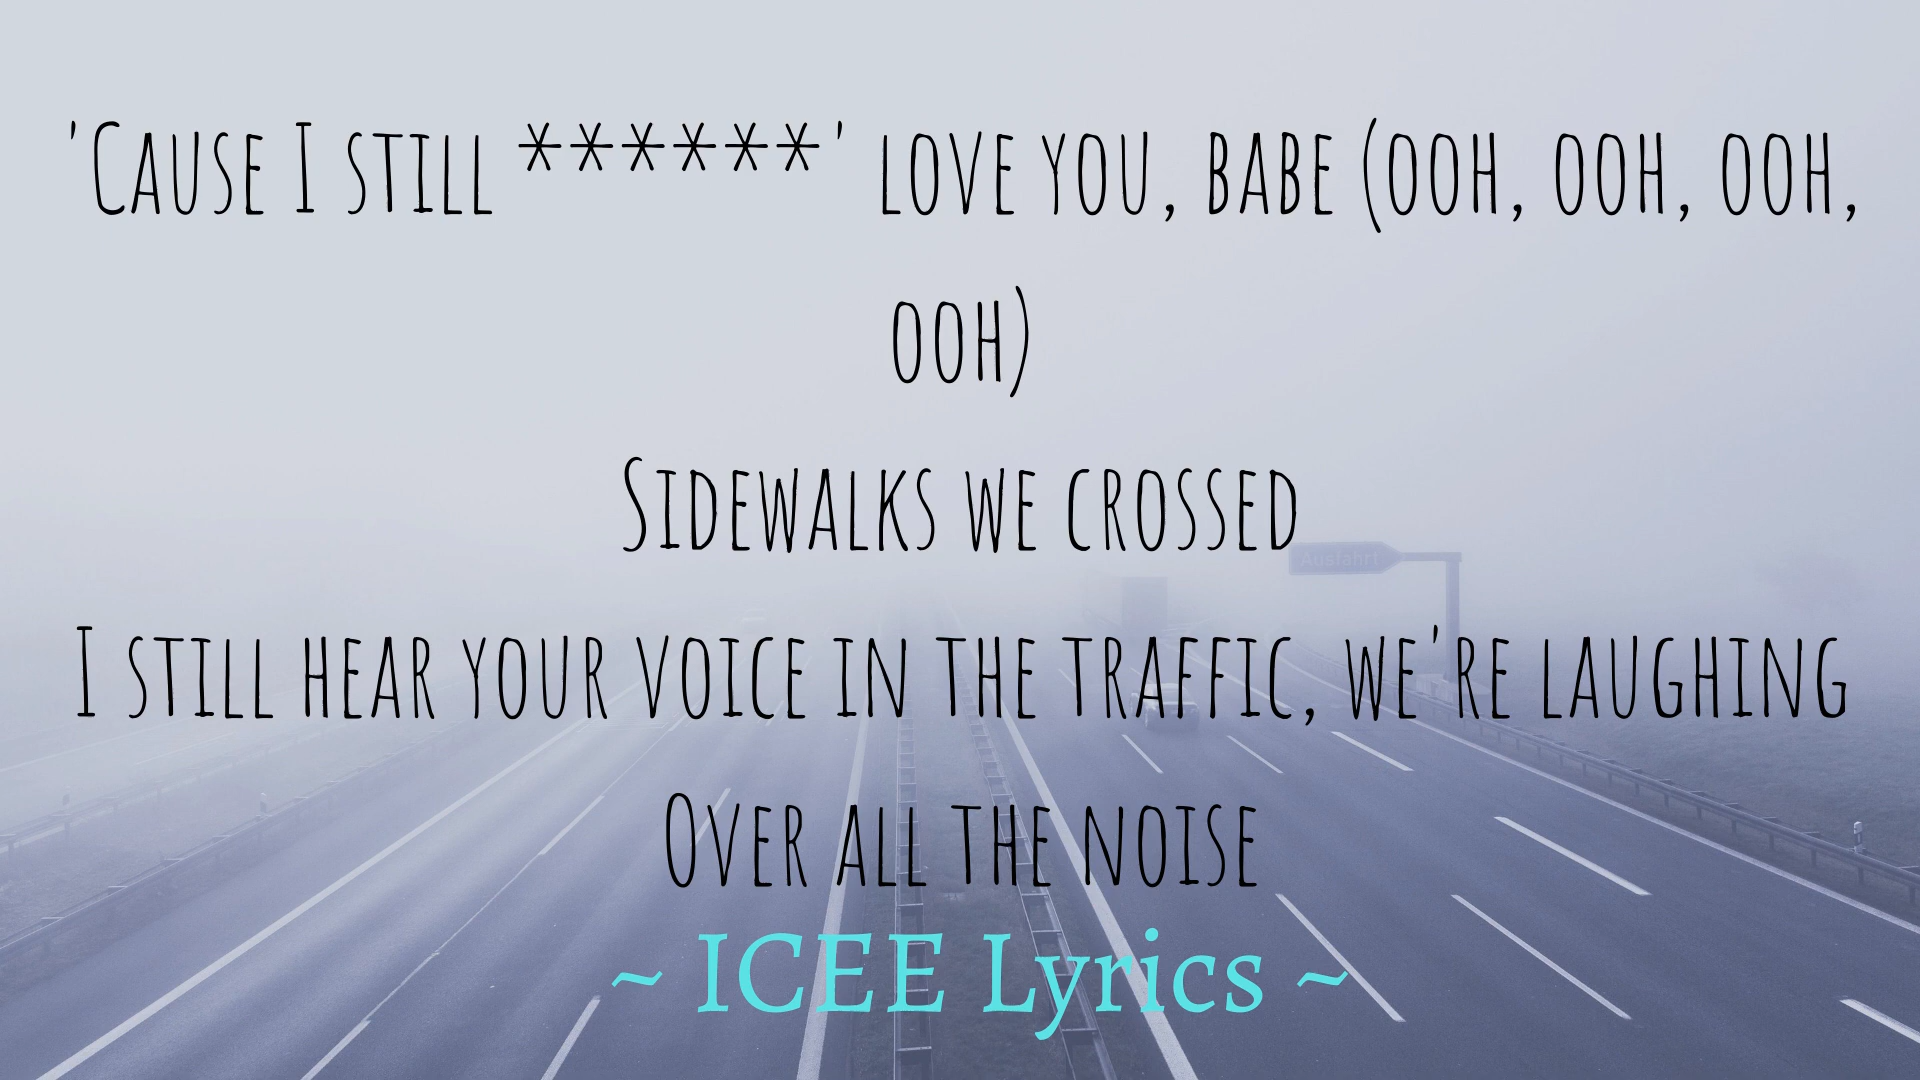 'Cause I still ******' love you, babe (ooh, ooh, ooh,
ooh)
Sidewalks we crossed
I still hear your voice in the traffic, we're laughing
Over all the noise
~ ICEE Lyrics ~
Ausfahrt